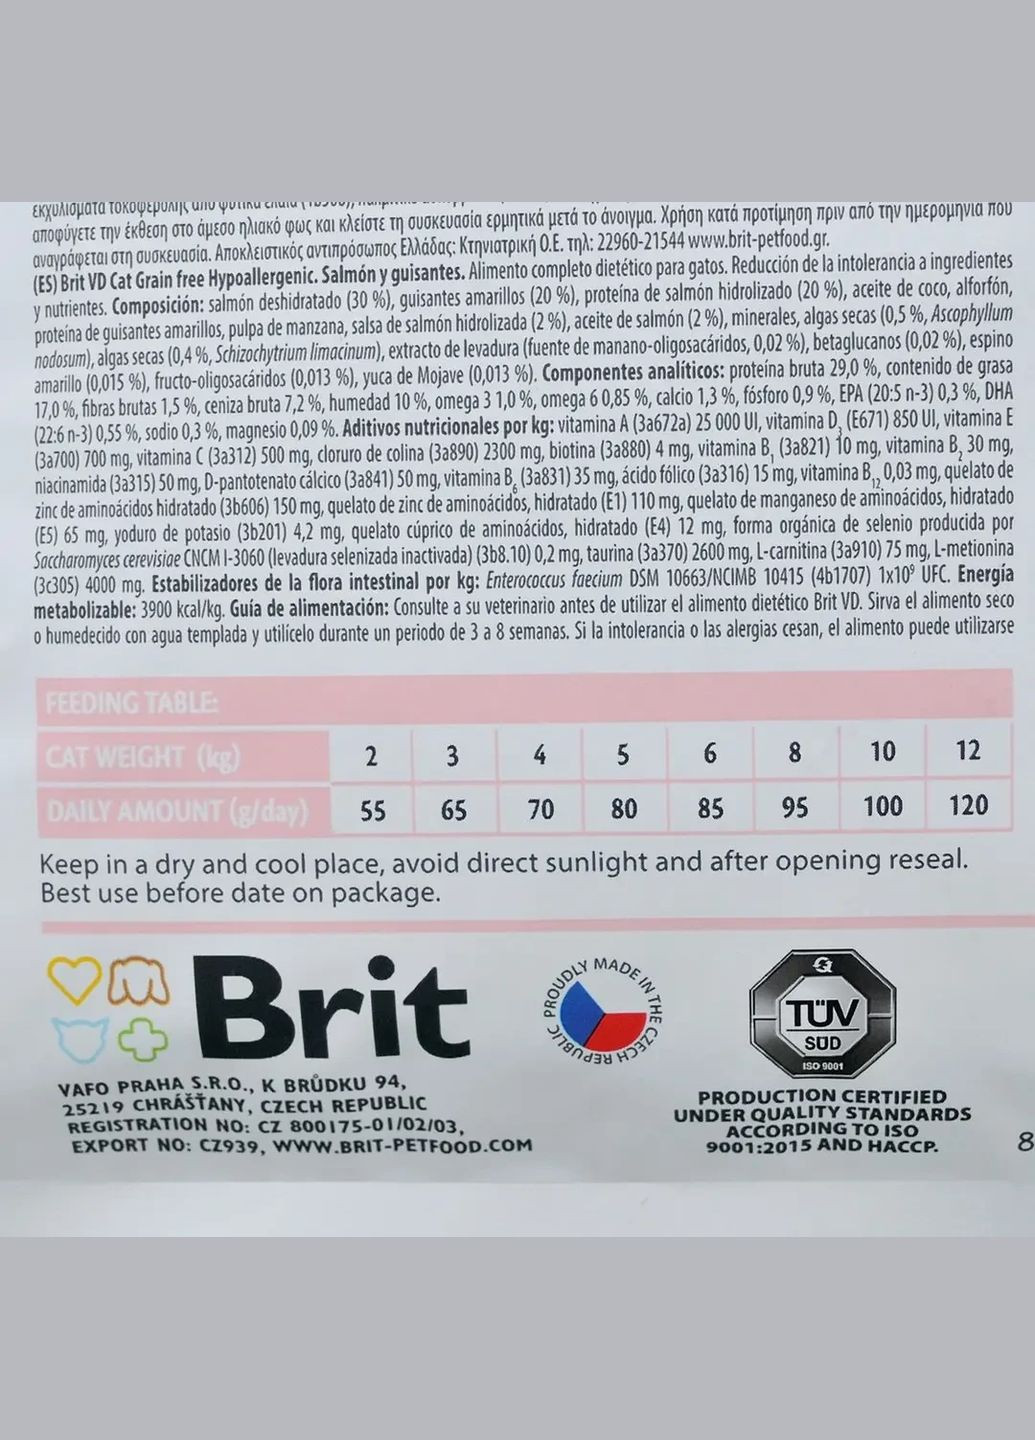 εκχυλίσματα τοκοφερόλης από φυτικά έλαια
αποφύγετε την έκθεση στο άμεσο ηλιακό φως και κλείστε τη συσκευασία ερμητικά μετά το άνοιγμα. Χρήση κατά προτίμηση πριν από την ημερομηνία που
αναγράφεται στη συσκευασία. Αποκλειστικός αντιπρόσωπος Ελλάδας: Κτηνιατρική Ο.Ε. τηλ: 22960-21544 www.brit-petfood.gr.
(ES) Brit VD Cat Grain free Hypoallergenic. Salmón y guisantes. Alimento completo dietético para gatos. Reducción de la intolerancia a ingredientes
y nutrientes. Composición: salmón deshidratado (30 %), guisantes amarillos (20 %), proteína de salmón hidrolizado (20 %), aceite de coco, alforfón,
proteína de guisantes amarillos, pulpa de manzana, salsa de salmón hidrolizada (2 %), aceite de salmón (2 %), minerales, algas secas (0,5 %, Ascophyllum
nodosum), algas secas (0,4 %, Schizochytrium limacinum), extracto de levadura (fuente de manano-oligosacáridos, 0,02 %), betaglucanos (0,02 %), espino
amarillo (0,015 %), fructo-oligosacáridos (0,013 %), yuca de Mojave (0,013 %). Componentes analíticos: proteína bruta 29,0 %, contenido de grasa
17,0 %, fibras brutas 1,5 %, ceniza bruta 7,2 %, humedad 10 %, omega 3 1,0 %, omega 6 0,85 %, calcio 1,3 %, fósforo 0,9 %, EPA (20:5 n-3) 0,3 %, DHA
(22:6 n-3) 0,55 %, sodio 0,3 %, magnesio 0,09 %. Aditivos nutricionales por kg: vitamina A (3a672a) 25 000 UI, vitamina D₃ (E671) 850 UI, vitamina E
(3a700) 700 mg, vitamina C (3a312) 500 mg, cloruro de colina (3a890) 2300 mg, biotina (3a880) 4 mg, vitamina B₁ (3a821) 10 mg, vitamina B₂ 30 mg,
niacinamida (3a315) 50 mg, D-pantotenato cálcico (3a841) 50 mg, vitamina B₆ (3a831) 35 mg, ácido fólico (3a316) 15 mg, vitamina B₁₂ 0,03 mg, quelato de
zinc de aminoácidos hidratado (3b606) 150 mg, quelato de zinc de aminoácidos, hidratado (E1) 110 mg, quelato de manganeso de aminoácidos, hidratado
(E5) 65 mg, yoduro de potasio (3b201) 4,2 mg, quelato cúprico de aminoácidos, hidratado (E4) 12 mg, forma orgánica de selenio producida por
Saccharomyces cerevisiae CNCM I-3060 (levadura selenizada inactivada) (3b8.10) 0,2 mg, taurina (3a370) 2600 mg, L-carnitina (3a910) 75 mg, L-metionina
(3c305) 4000 mg. Estabilizadores de la flora intestinal por kg: Enterococcus faecium DSM 10663/NCIMB 10415 (4b1707) 1x10⁹ UFC. Energía
metabolizable: 3900 kcal/kg. Guía de alimentación: Consulte a su veterinario antes de utilizar el alimento dietético Brit VD. Sirva el alimento seco
o humedecido con agua templada y utilícelo durante un periodo de 3 a 8 semanas. Si la intolerancia o las alergias cesan, el alimento puede utilizarse
FEEDING TABLE:
CAT WEIGHT (kg) 2 3 4 5 6 8 10 12
DAILY AMOUNT (g/day) 55 65 70 80 85 95 100 120
Keep in a dry and cool place, avoid direct sunlight and after opening reseal.
Best use before date on package.
Brit
PROUDLY MADE IN THE CZECH REPUBLIC
TÜV
SÜD
ISO 9001
VAFO PRAHA S.R.O., K BRŮDKU 94,
25219 CHRÁŠŤANY, CZECH REPUBLIC
REGISTRATION NO: CZ 800175-01/02/03,
EXPORT NO: CZ939, WWW.BRIT-PETFOOD.COM
PRODUCTION CERTIFIED
UNDER QUALITY STANDARDS
ACCORDING TO ISO
9001:2015 AND HACCP.
8